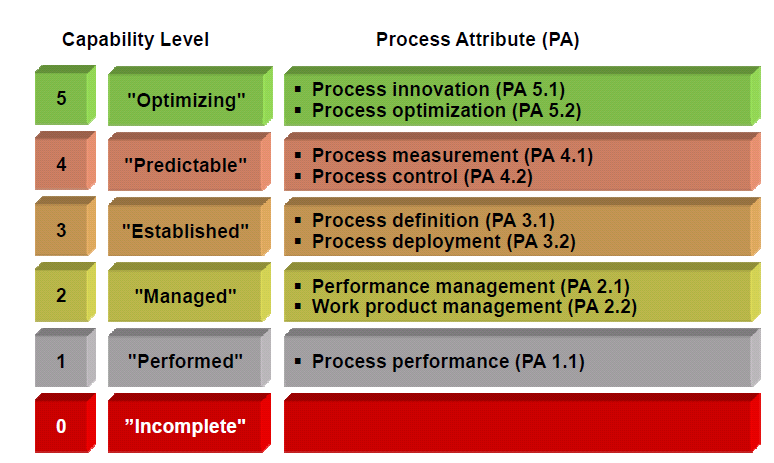 Capability Level Process Attribute (PA)
5 "Optimizing" ▪ Process innovation (PA 5.1)
▪ Process optimization (PA 5.2)
4 "Predictable" ▪ Process measurement (PA 4.1)
▪ Process control (PA 4.2)
3 "Established" ▪ Process definition (PA 3.1)
▪ Process deployment (PA 3.2)
2 "Managed" ▪ Performance management (PA 2.1)
▪ Work product management (PA 2.2)
1 "Performed" ▪ Process performance (PA 1.1)
0 ”Incomplete"